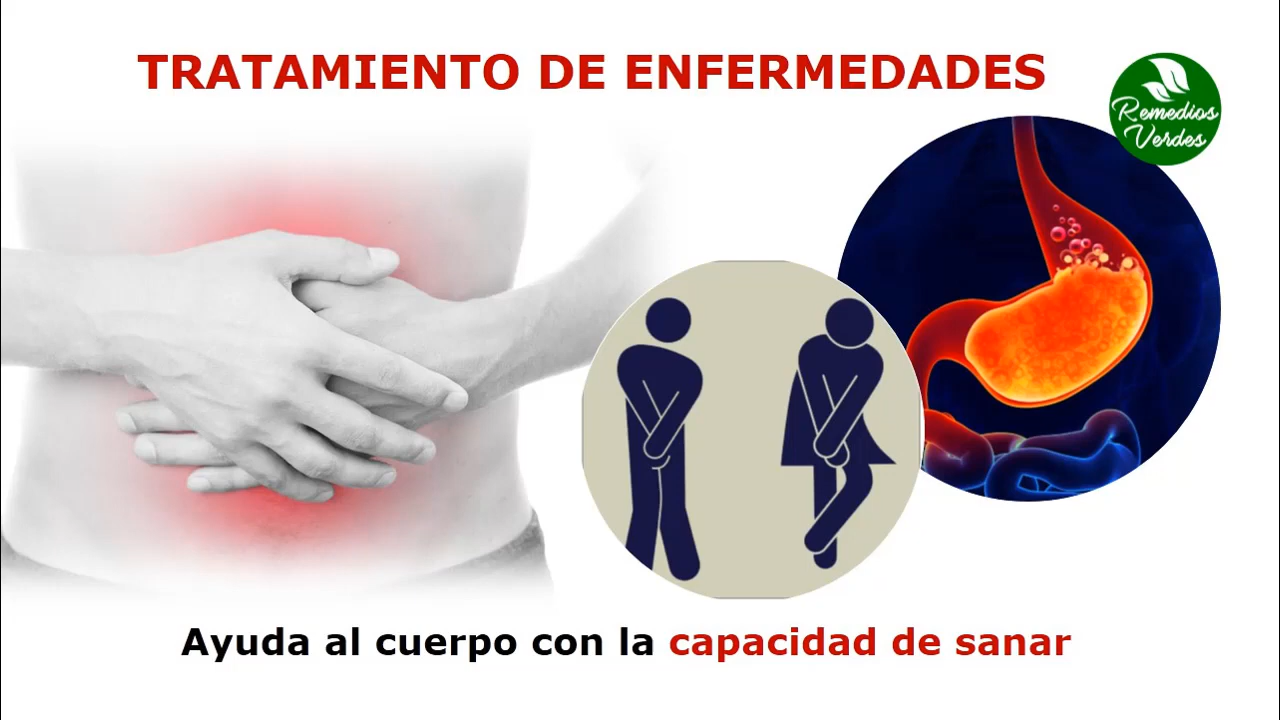 TRATAMIENTO DE ENFERMEDADES
Remedios
Verdes
Ayuda al cuerpo con la capacidad de sanar